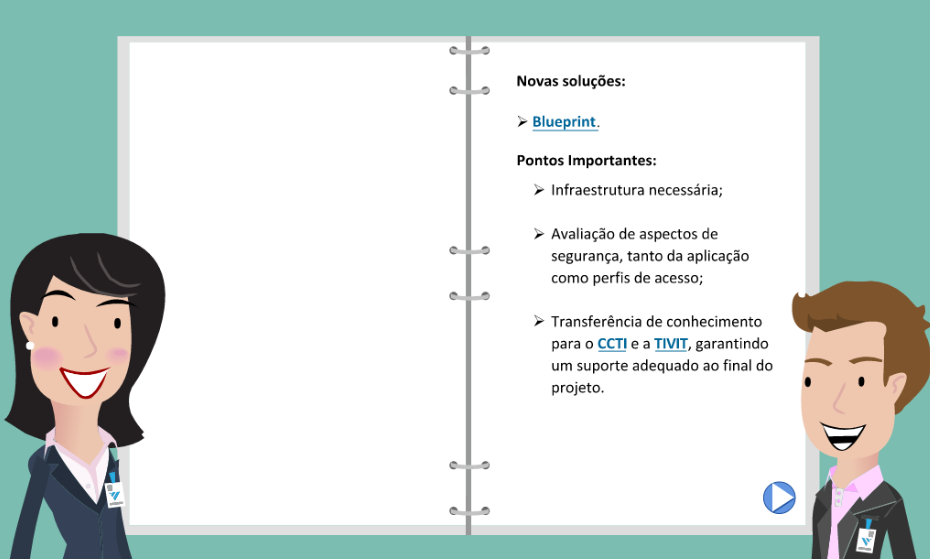 Novas soluções:
➢ Blueprint.
Pontos Importantes:
➢ Infraestrutura necessária;
➢ Avaliação de aspectos de
segurança, tanto da aplicação
como perfis de acesso;
➢ Transferência de conhecimento
para o CCTI e a TIVIT, garantindo
um suporte adequado ao final do
projeto.